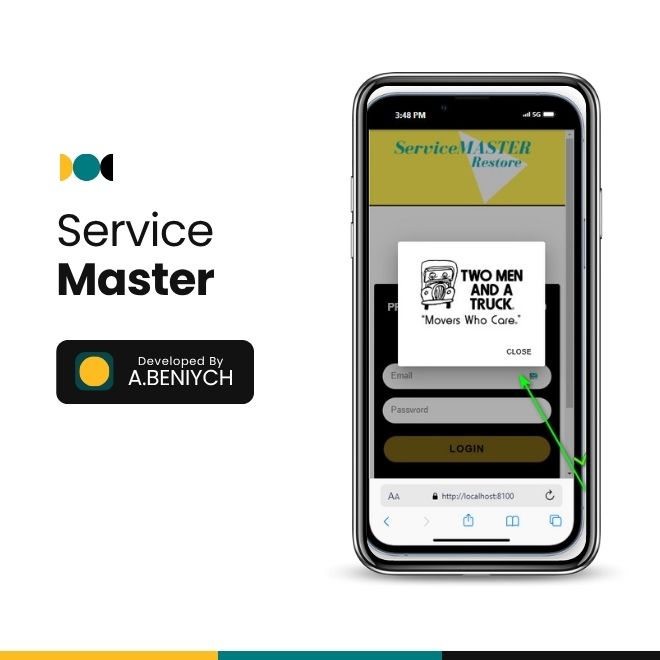 Service
Master
Developed By
A.BENIYCH
3:48 PM
5G
ServiceMASTER
Restore
TWO MEN
AND A
TRUCK.
"Movers Who Care."
CLOSE
Email
Password
LOGIN
AA
http://localhost:8100